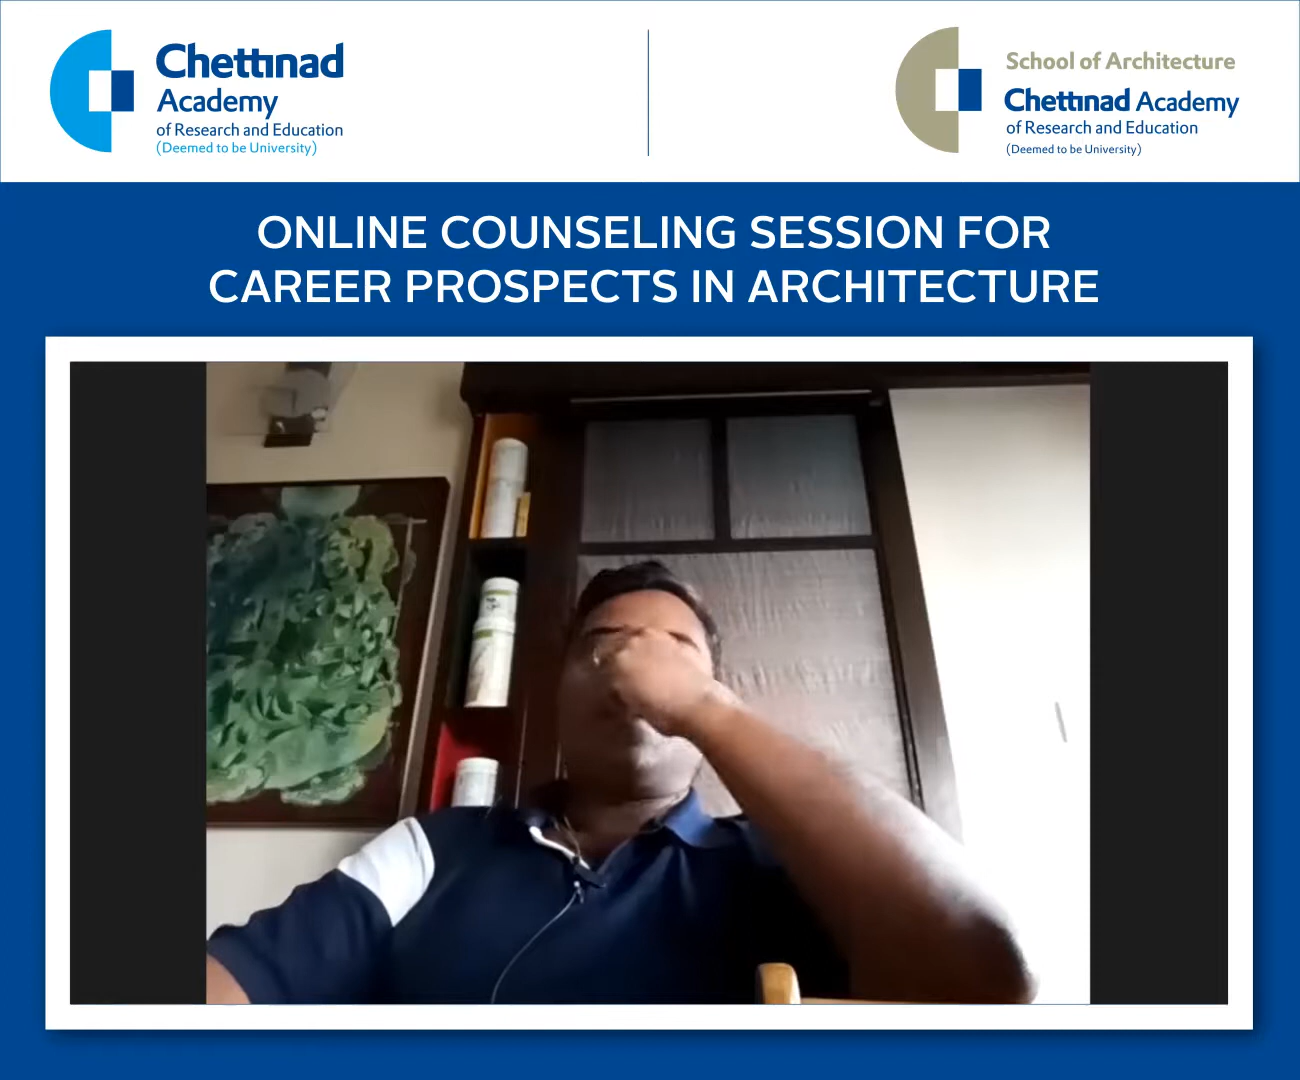 Chettinad
Academy
of Research and Education
(Deemed to be University)
School of Architecture
Chettinad Academy
of Research and Education
(Deemed to be University)
ONLINE COUNSELING SESSION FOR
CAREER PROSPECTS IN ARCHITECTURE